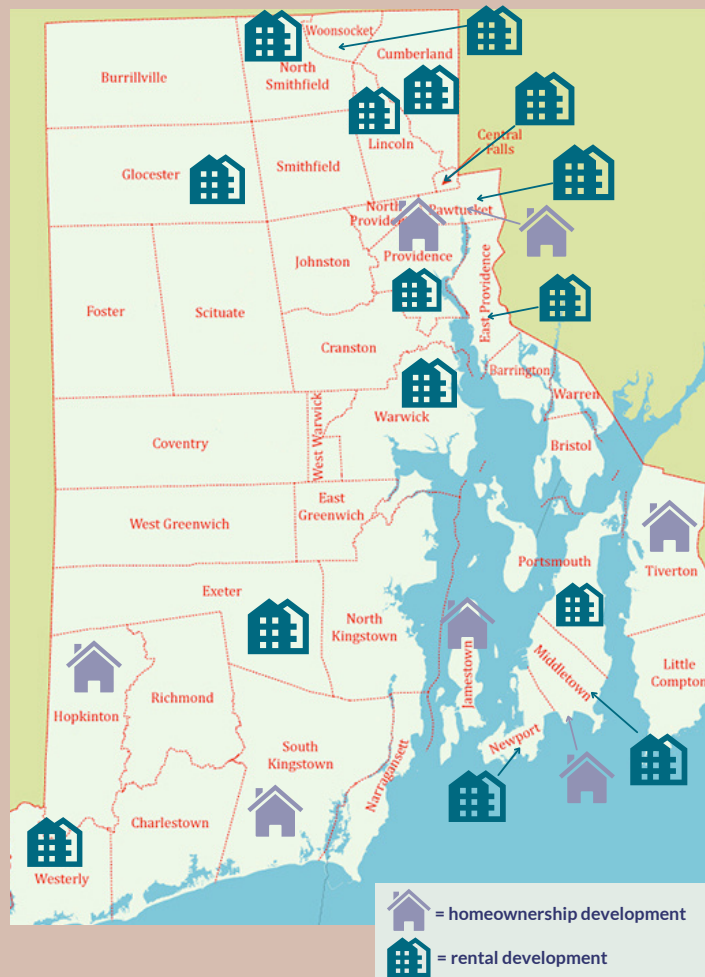 Woonsocket
Cumberland
Burrillville
North
Smithfield
Lincoln
Central
Falls
Glocester
Smithfield
Pawtucket
Providence
Johnston
East Providence
Foster
Scituate
Cranston
Barrington
Warren
Warwick
West Warwick
Coventry
Bristol
East
Greenwich
West Greenwich
Portsmouth
Tiverton
Exeter
North
Kingstown
Jamestown
Middletown
Little
Compton
Hopkinton
Richmond
South
Kingstown
Narragansett
Newport
Charlestown
Westerly
= homeownership development
= rental development